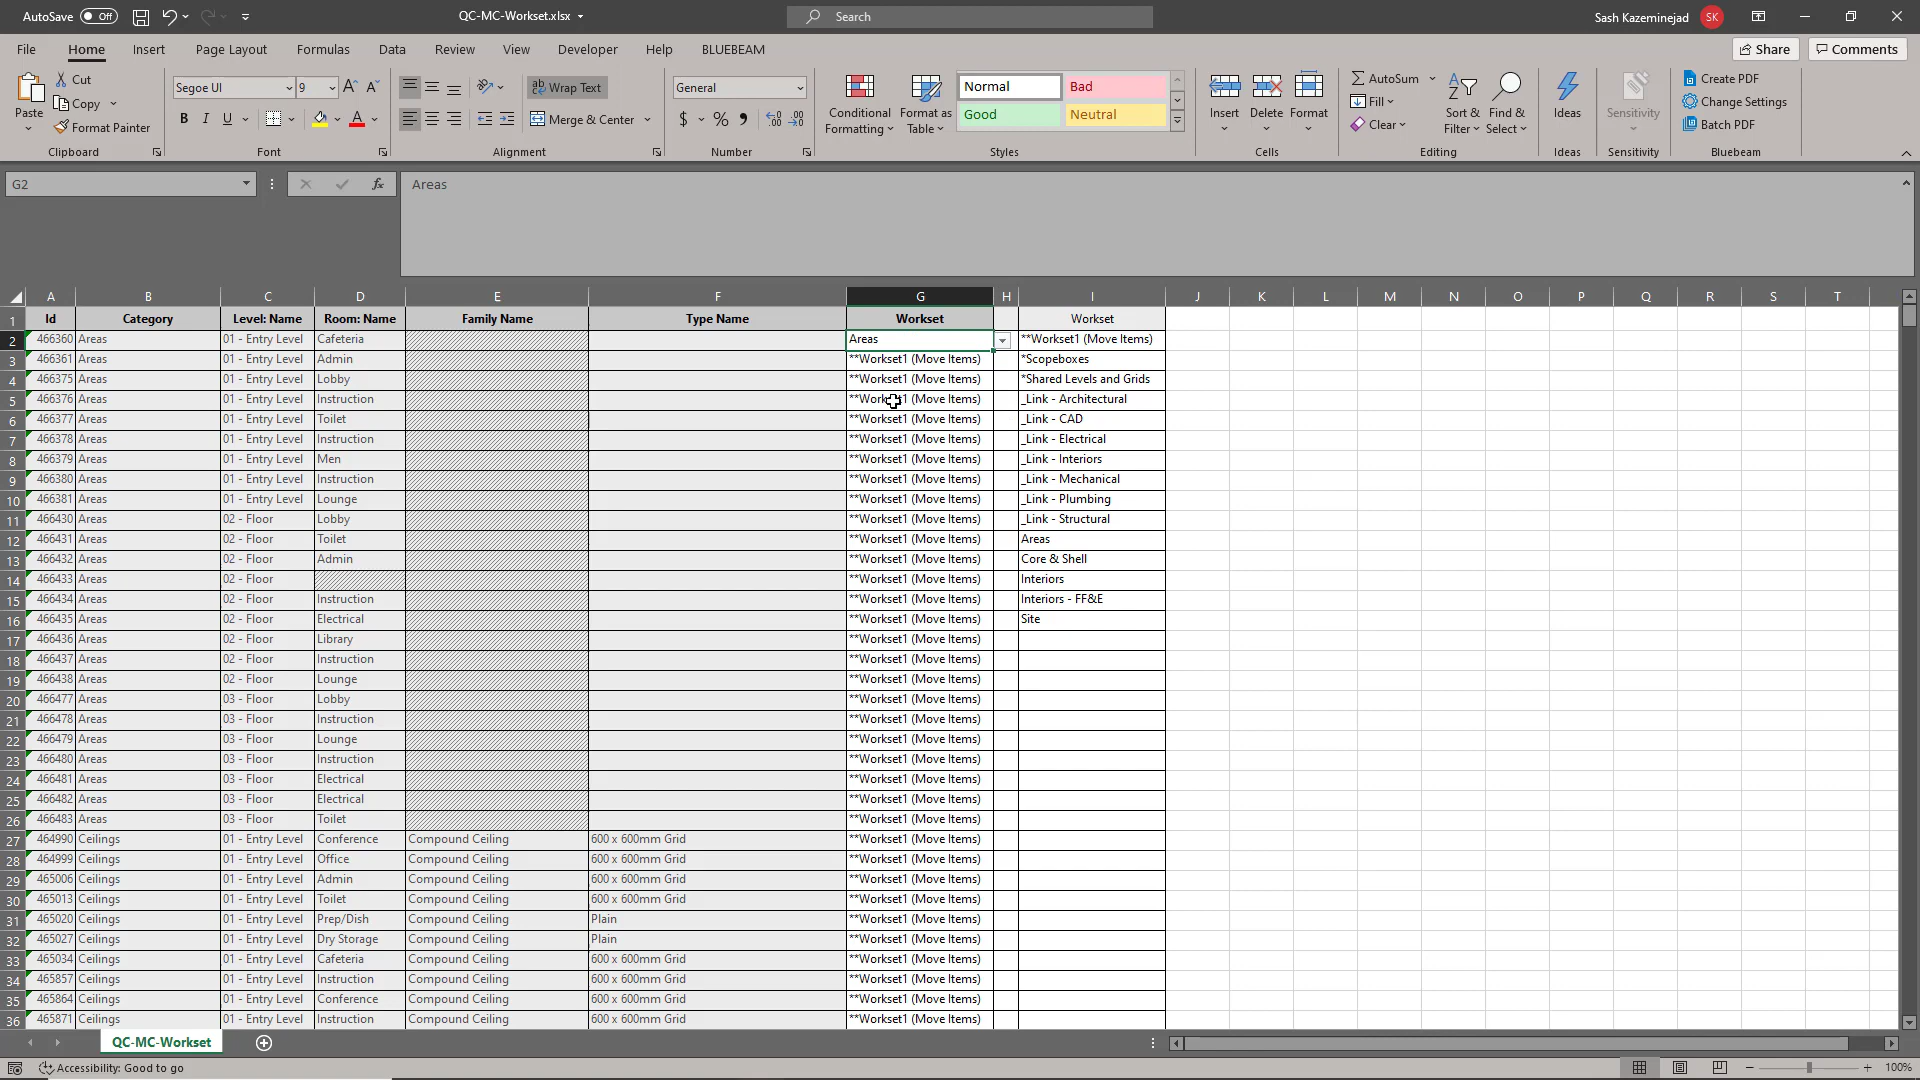 AutoSave Off QC-MC-Workset.xlsx Search Sash Kazeminejad SK
File Home Insert Page Layout Formulas Data Review View Developer Help BLUEBEAM Share Comments
Paste Cut Copy Format Painter Clipboard
Segoe UI 9 B I U A Font
Wrap Text Merge & Center Alignment
General $ % Number
Conditional Formatting Format as Table Normal Bad Good Neutral Styles
Insert Delete Format Cells
AutoSum Fill Clear Sort & Filter Find & Select Editing
Ideas Ideas
Sensitivity Sensitivity
Create PDF Change Settings Batch PDF Bluebeam
G2 fx Areas
A B C D E F G H I J K L M N O P Q R S T
1 Id Category Level: Name Room: Name Family Name Type Name Workset Workset
2 466360 Areas 01 - Entry Level Cafeteria Areas **Workset1 (Move Items)
3 466361 Areas 01 - Entry Level Admin **Workset1 (Move Items) *Scopeboxes
4 466375 Areas 01 - Entry Level Lobby **Workset1 (Move Items) *Shared Levels and Grids
5 466376 Areas 01 - Entry Level Instruction **Workset1 (Move Items) _Link - Architectural
6 466377 Areas 01 - Entry Level Toilet **Workset1 (Move Items) _Link - CAD
7 466378 Areas 01 - Entry Level Instruction **Workset1 (Move Items) _Link - Electrical
8 466379 Areas 01 - Entry Level Men **Workset1 (Move Items) _Link - Interiors
9 466380 Areas 01 - Entry Level Instruction **Workset1 (Move Items) _Link - Mechanical
10 466381 Areas 01 - Entry Level Lounge **Workset1 (Move Items) _Link - Plumbing
11 466430 Areas 02 - Floor Lobby **Workset1 (Move Items) _Link - Structural
12 466431 Areas 02 - Floor Toilet **Workset1 (Move Items) Areas
13 466432 Areas 02 - Floor Admin **Workset1 (Move Items) Core & Shell
14 466433 Areas 02 - Floor **Workset1 (Move Items) Interiors
15 466434 Areas 02 - Floor Instruction **Workset1 (Move Items) Interiors - FF&E
16 466435 Areas 02 - Floor Electrical **Workset1 (Move Items) Site
17 466436 Areas 02 - Floor Library **Workset1 (Move Items)
18 466437 Areas 02 - Floor Instruction **Workset1 (Move Items)
19 466438 Areas 02 - Floor Lounge **Workset1 (Move Items)
20 466477 Areas 03 - Floor Lobby **Workset1 (Move Items)
21 466478 Areas 03 - Floor Instruction **Workset1 (Move Items)
22 466479 Areas 03 - Floor Lounge **Workset1 (Move Items)
23 466480 Areas 03 - Floor Instruction **Workset1 (Move Items)
24 466481 Areas 03 - Floor Electrical **Workset1 (Move Items)
25 466482 Areas 03 - Floor Electrical **Workset1 (Move Items)
26 466483 Areas 03 - Floor Toilet **Workset1 (Move Items)
27 464990 Ceilings 01 - Entry Level Conference Compound Ceiling 600 x 600mm Grid **Workset1 (Move Items)
28 464999 Ceilings 01 - Entry Level Office Compound Ceiling 600 x 600mm Grid **Workset1 (Move Items)
29 465006 Ceilings 01 - Entry Level Admin Compound Ceiling 600 x 600mm Grid **Workset1 (Move Items)
30 465013 Ceilings 01 - Entry Level Toilet Compound Ceiling 600 x 600mm Grid **Workset1 (Move Items)
31 465020 Ceilings 01 - Entry Level Prep/Dish Compound Ceiling Plain **Workset1 (Move Items)
32 465027 Ceilings 01 - Entry Level Dry Storage Compound Ceiling Plain **Workset1 (Move Items)
33 465034 Ceilings 01 - Entry Level Cafeteria Compound Ceiling 600 x 600mm Grid **Workset1 (Move Items)
34 465857 Ceilings 01 - Entry Level Instruction Compound Ceiling 600 x 600mm Grid **Workset1 (Move Items)
35 465864 Ceilings 01 - Entry Level Conference Compound Ceiling 600 x 600mm Grid **Workset1 (Move Items)
36 465871 Ceilings 01 - Entry Level Instruction Compound Ceiling 600 x 600mm Grid **Workset1 (Move Items)
QC-MC-Workset
Accessibility: Good to go 100%